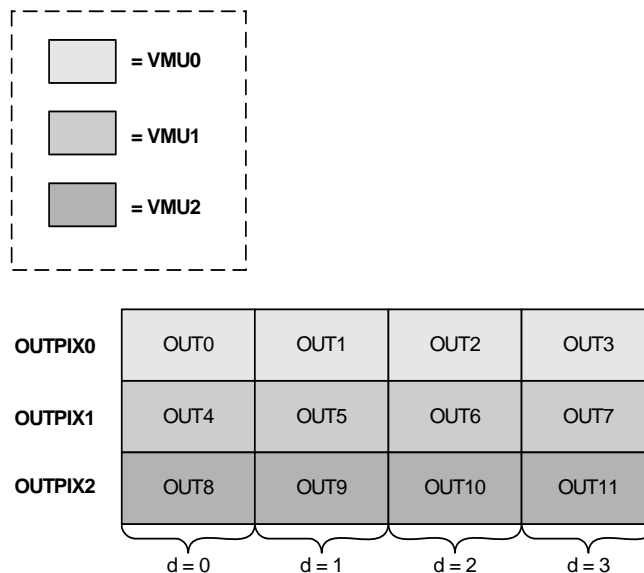 = VMU0
= VMU1
= VMU2
OUTPIX0 OUT0 OUT1 OUT2 OUT3
OUTPIX1 OUT4 OUT5 OUT6 OUT7
OUTPIX2 OUT8 OUT9 OUT10 OUT11
d = 0 d = 1 d = 2 d = 3